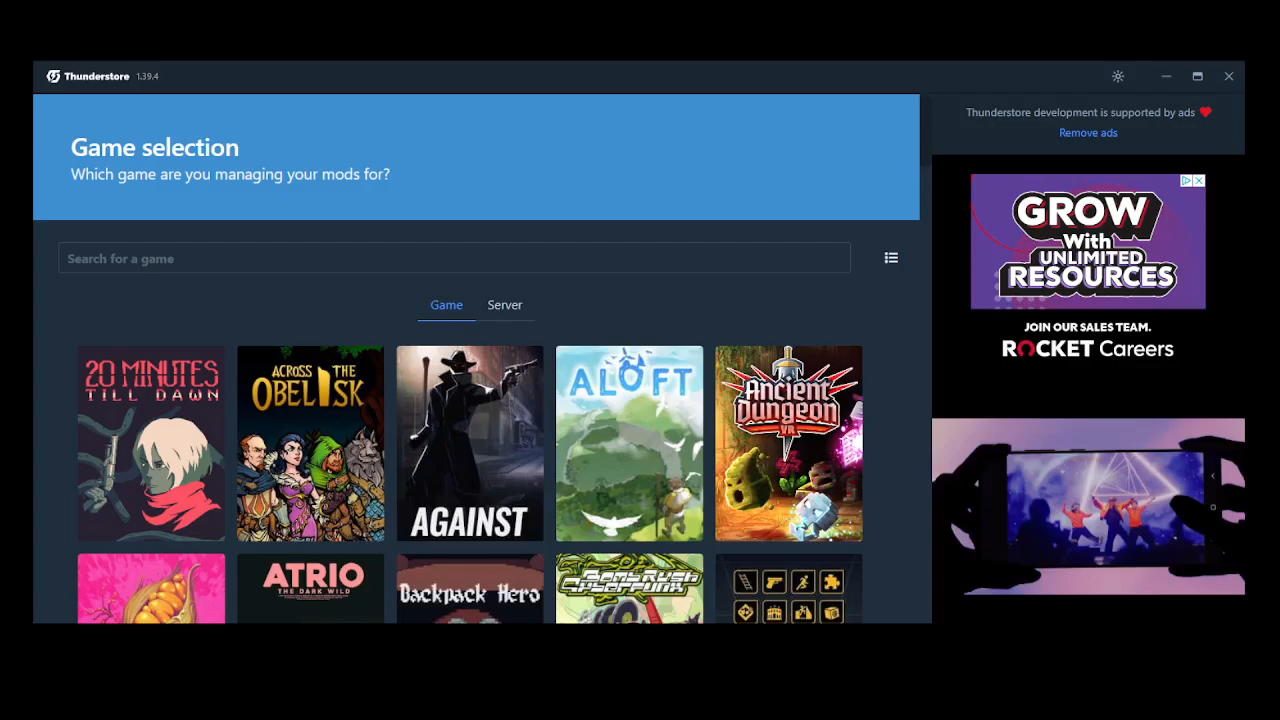 Thunderstore 1.39.4
Game selection
Which game are you managing your mods for?
Search for a game
Game Server
20 MINUTES
TILL DAWN
ACROSS THE
OBELISK
AGAINST
ALOFT
Ancient
Dungeon
VR
ATRIO
THE DARK WILD
Backpack Hero
BOMB RUSH
CYBERFUNK
Thunderstore development is supported by ads
Remove ads
GROW
With
UNLIMITED
RESOURCES
JOIN OUR SALES TEAM.
ROCKET Careers